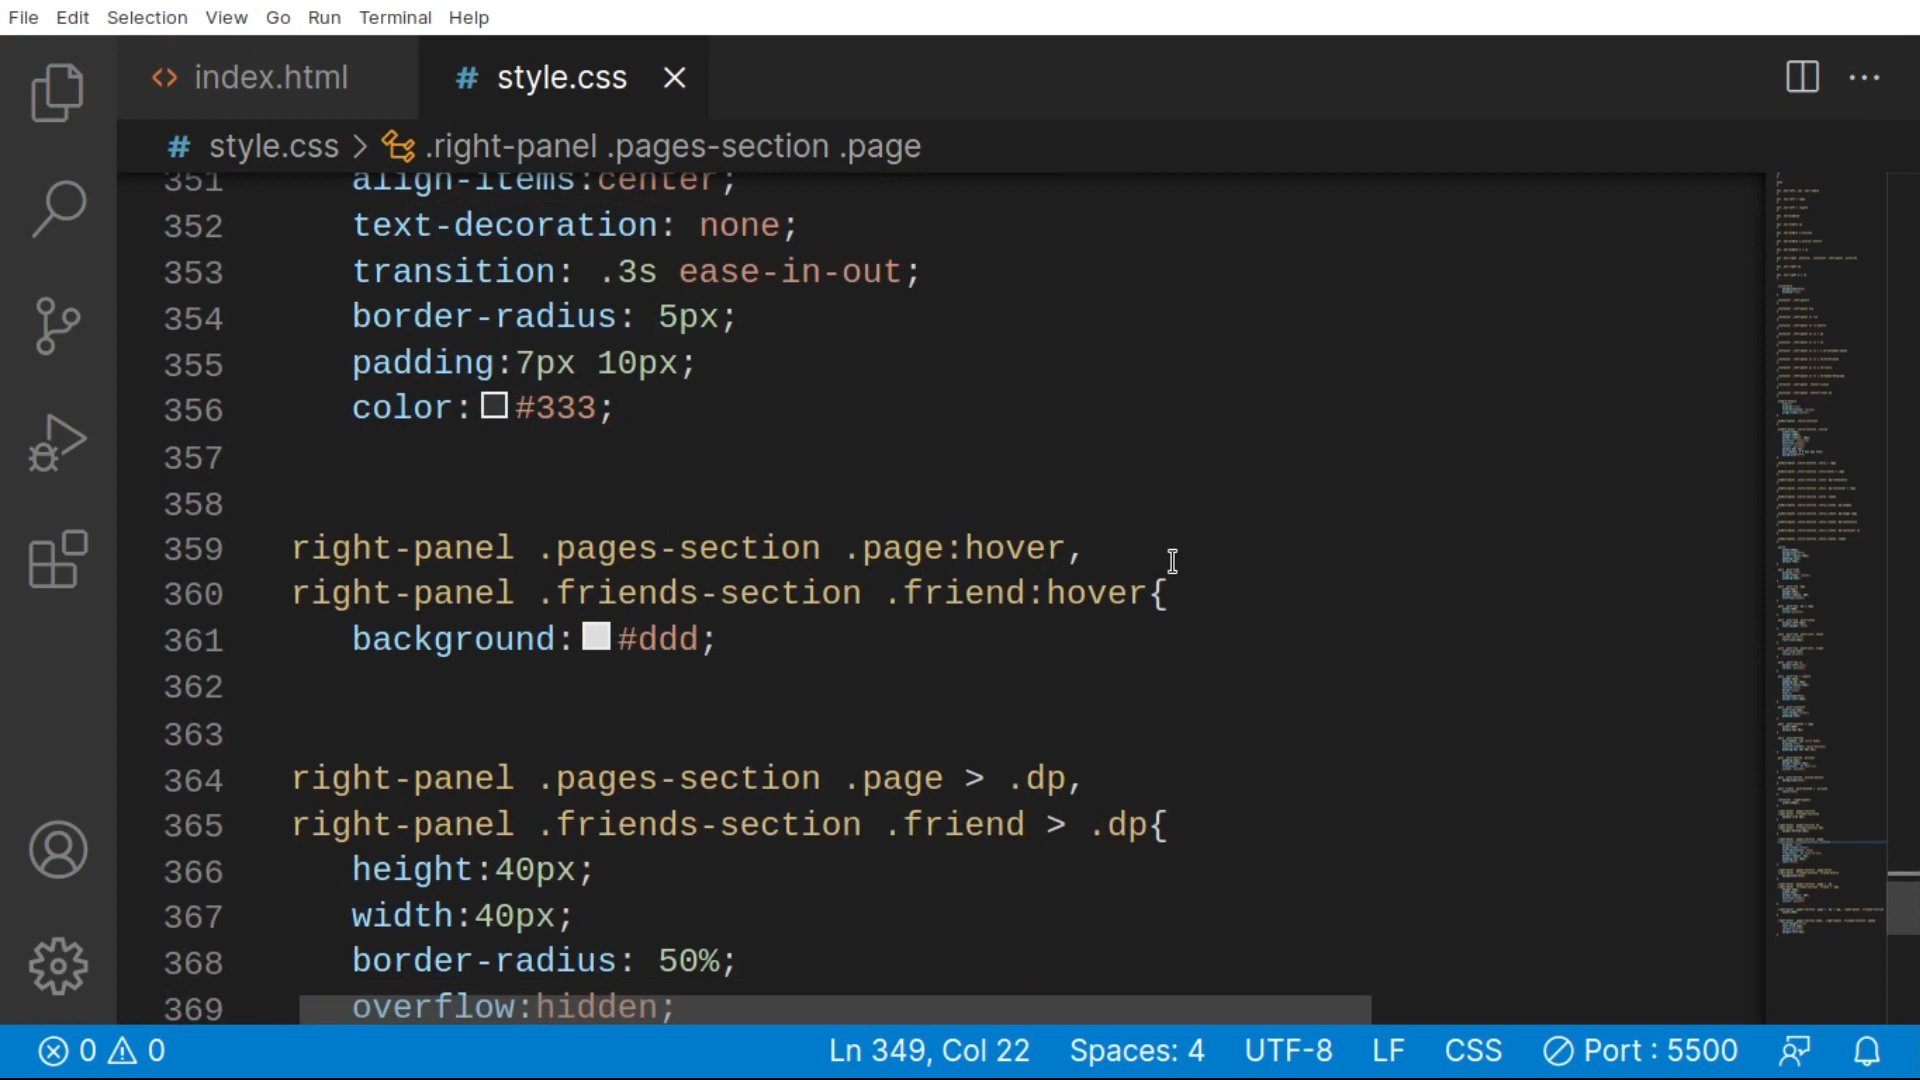 File Edit Selection View Go Run Terminal Help
<> index.html # style.css ×
# style.css > .right-panel .pages-section .page
351 align-items:center;
352 text-decoration: none;
353 transition: .3s ease-in-out;
354 border-radius: 5px;
355 padding:7px 10px;
356 color:#333;
357
358
359 right-panel .pages-section .page:hover,
360 right-panel .friends-section .friend:hover{
361 background:#ddd;
362
363
364 right-panel .pages-section .page > .dp,
365 right-panel .friends-section .friend > .dp{
366 height:40px;
367 width:40px;
368 border-radius: 50%;
369 overflow:hidden;
0 0 Ln 349, Col 22 Spaces: 4 UTF-8 LF CSS Port : 5500